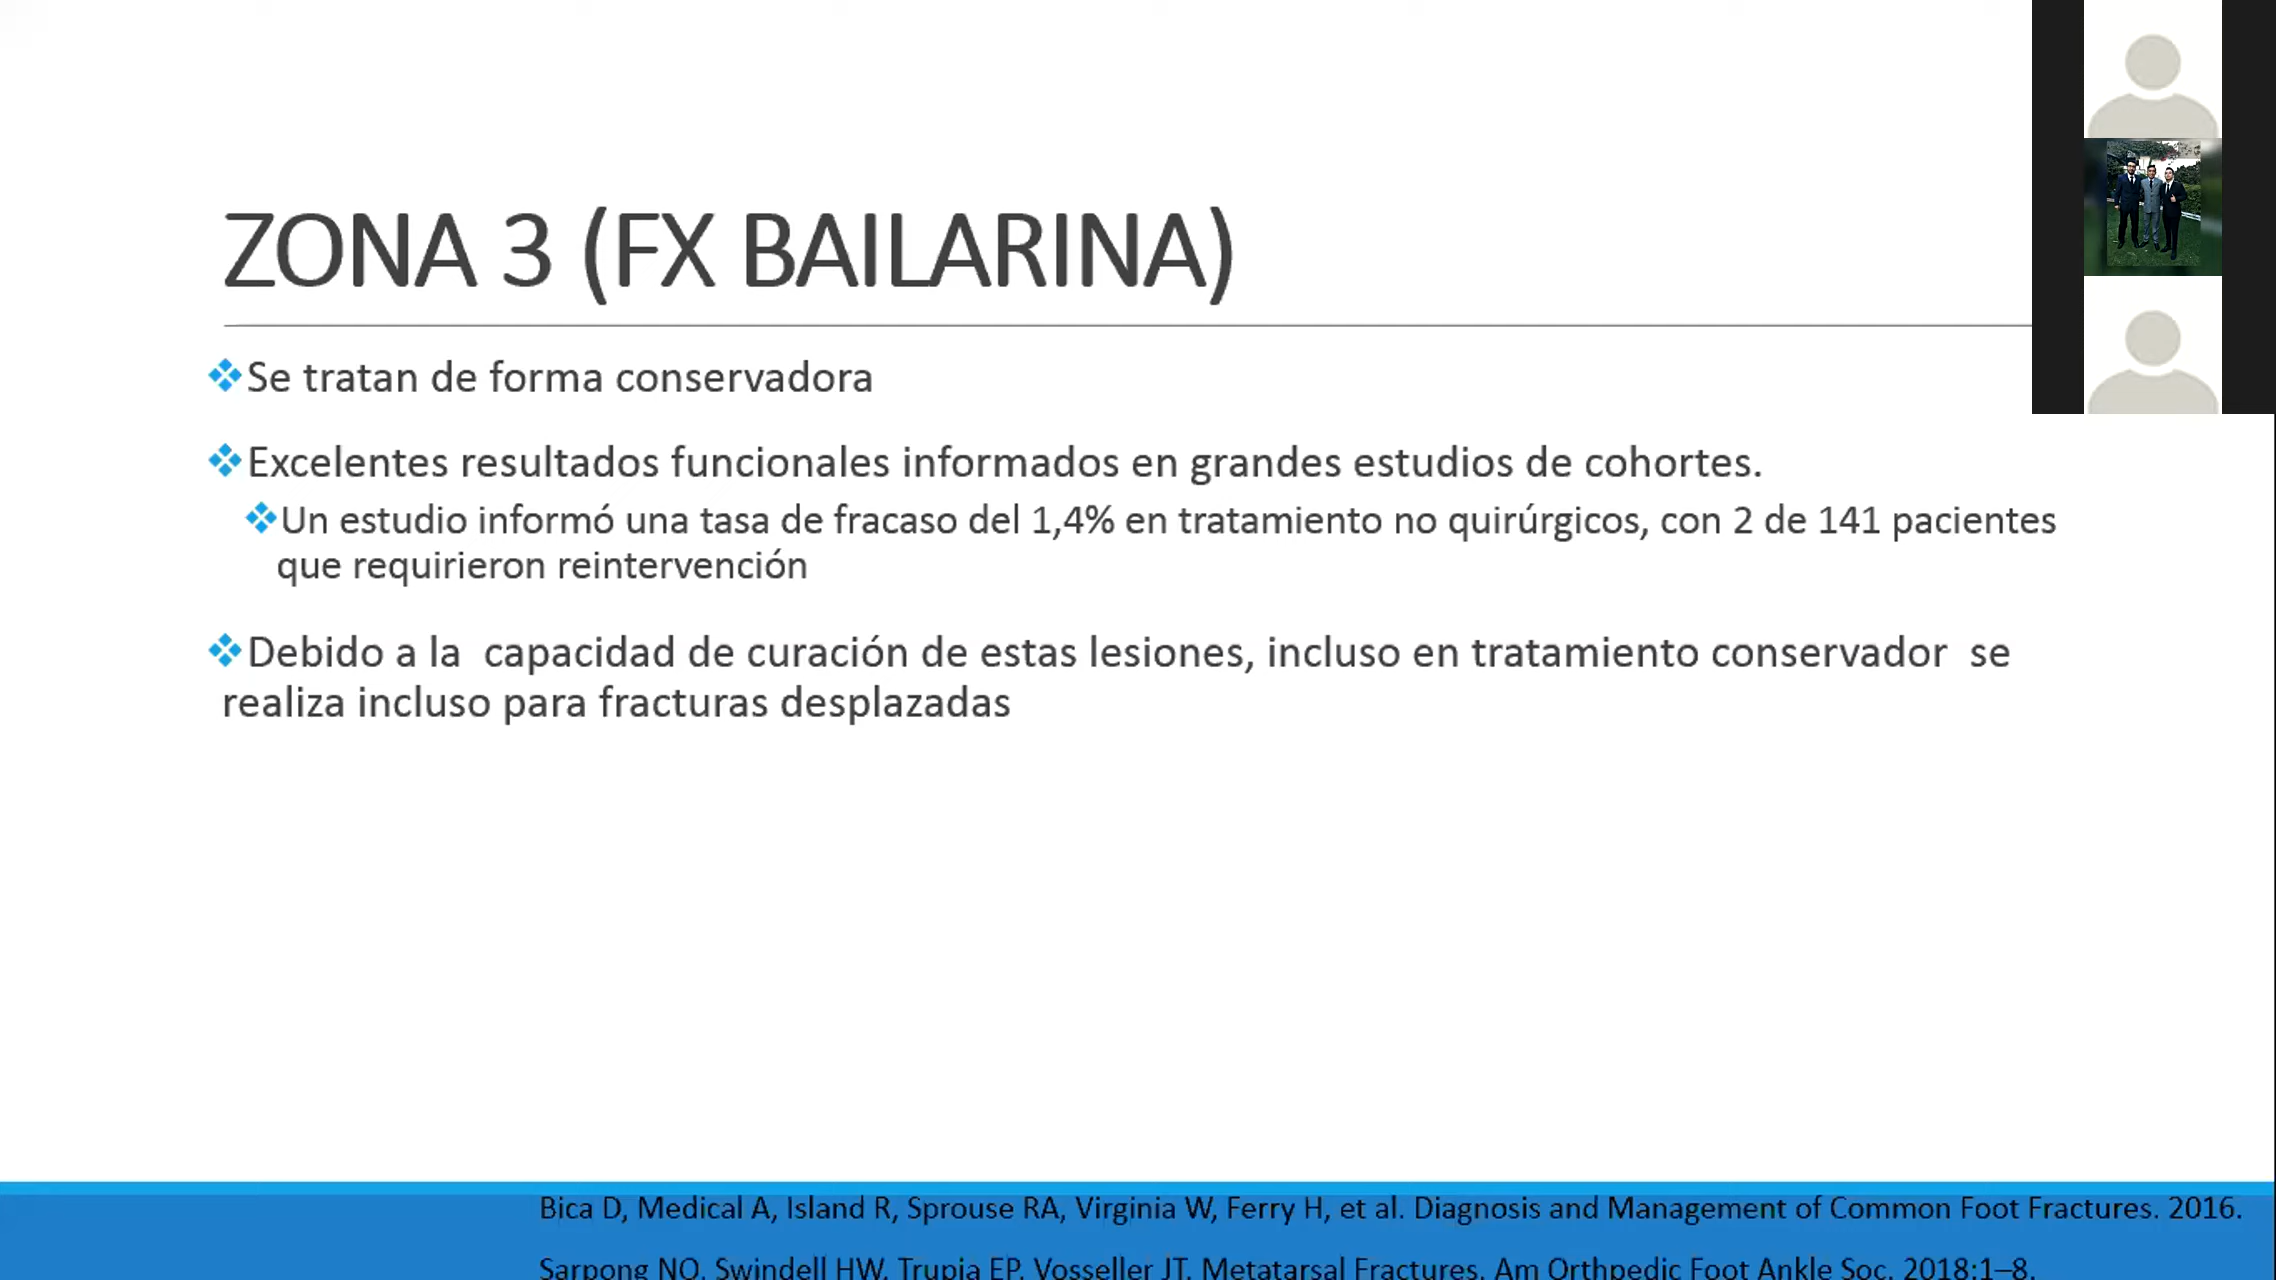 ZONA 3 (FX BAILARINA)
Se tratan de forma conservadora
Excelentes resultados funcionales informados en grandes estudios de cohortes.
Un estudio informó una tasa de fracaso del 1,4% en tratamiento no quirúrgicos, con 2 de 141 pacientes
que requirieron reintervención
Debido a la capacidad de curación de estas lesiones, incluso en tratamiento conservador se
realiza incluso para fracturas desplazadas
Bica D, Medical A, Island R, Sprouse RA, Virginia W, Ferry H, et al. Diagnosis and Management of Common Foot Fractures. 2016.
Sarpong NO, Swindell HW, Trupia EP, Vosseller JT. Metatarsal Fractures. Am Orthpedic Foot Ankle Soc. 2018:1–8.